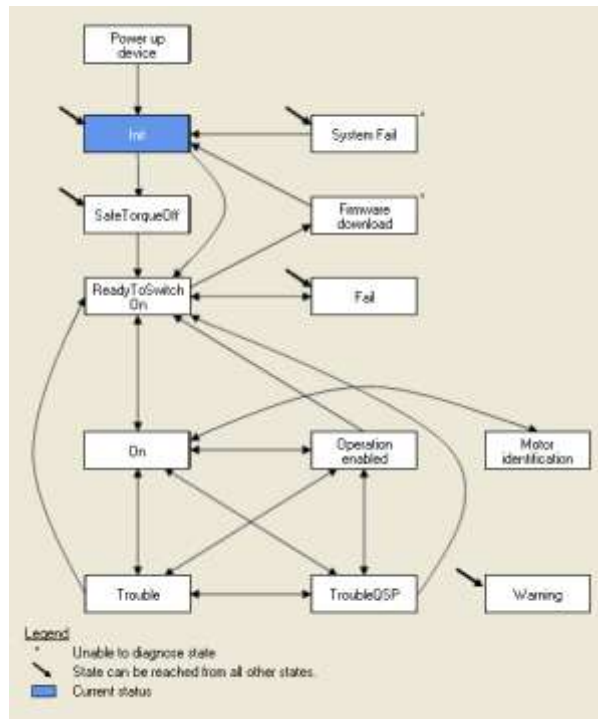 Power up
device
Init
System Fail
*
SafeTorqueOff
Firmware
download
*
ReadyToSwitch
On
Fail
On
Operation
enabled
Motor
identification
Trouble
TroubleQSP
Warning
Legend
* Unable to diagnose state
State can be reached from all other states.
Current status